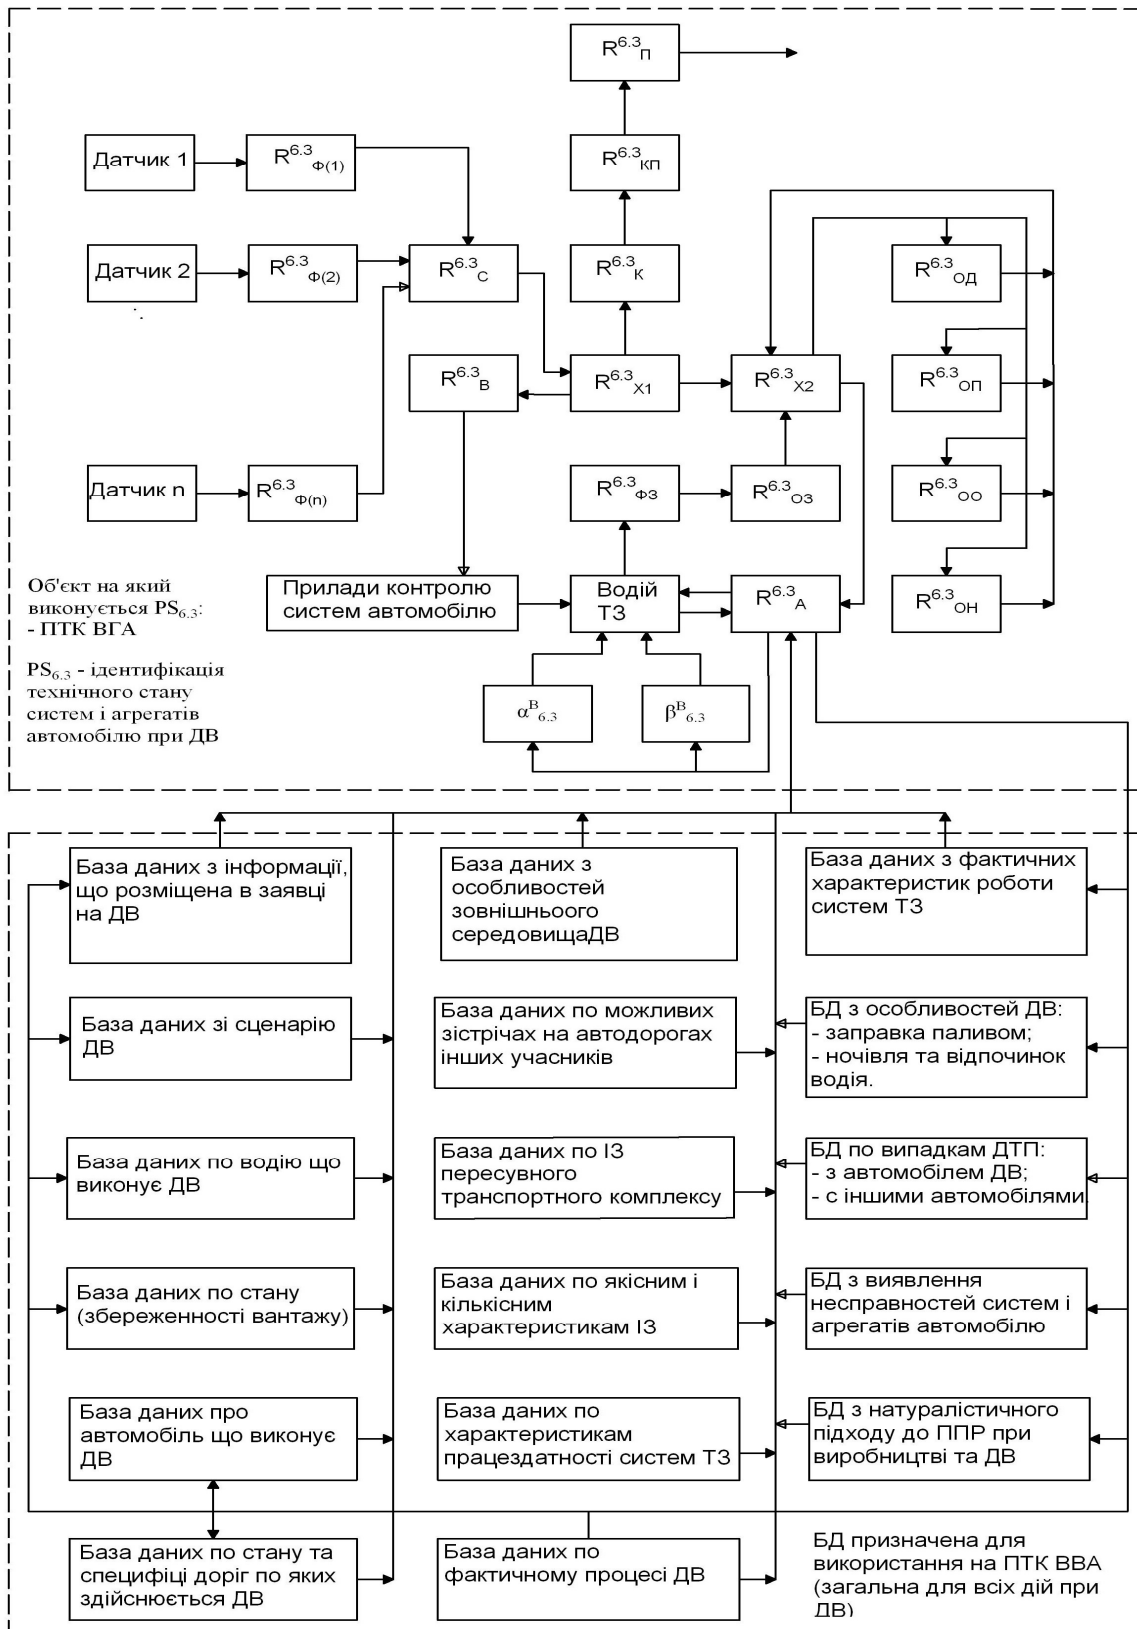 R⁶·³П
Датчик 1
R⁶·³Ф(1)
R⁶·³КП
Датчик 2
R⁶·³Ф(2)
R⁶·³С
R⁶·³К
R⁶·³ОД
R⁶·³В
R⁶·³Х1
R⁶·³Х2
R⁶·³ОП
Датчик n
R⁶·³Ф(n)
R⁶·³ФЗ
R⁶·³ОЗ
R⁶·³ОО
Об'єкт на який
виконується PS₆.₃:
- ПТК ВГА
Прилади контролю
систем автомобілю
Водій
ТЗ
R⁶·³А
R⁶·³ОН
PS₆.₃ - ідентифікація
технічного стану
систем і агрегатів
автомобілю при ДВ
αᴮ₆.₃
βᴮ₆.₃
База даних з інформації,
що розміщена в заявці
на ДВ
База даних з
особливостей
зовнішньоого
середовищаДВ
База даних з фактичних
характеристик роботи
систем ТЗ
База даних зі сценарію
ДВ
База даних по можливих
зістрічах на автодорогах
інших учасників
БД з особливостей ДВ:
- заправка паливом;
- ночівля та відпочинок
водія.
База даних по водію що
виконує ДВ
База даних по ІЗ
пересувного
транспортного комплексу
БД по випадкам ДТП:
- з автомобілем ДВ;
- с іншими автомобілями.
База даних по стану
(збереженності вантажу)
База даних по якісним і
кількісним
характеристикам ІЗ
БД з виявлення
несправностей систем і
агрегатів автомобілю
База даних про
автомобіль що виконує
ДВ
База даних по
характеристикам
працездатності систем ТЗ
БД з натуралістичного
підходу до ППР при
виробництві та ДВ
База даних по стану та
специфіці доріг по яких
здійснюється ДВ
База даних по
фактичному процесі ДВ
БД призначена для
використання на ПТК ВВА
(загальна для всіх дій при
ДВ)